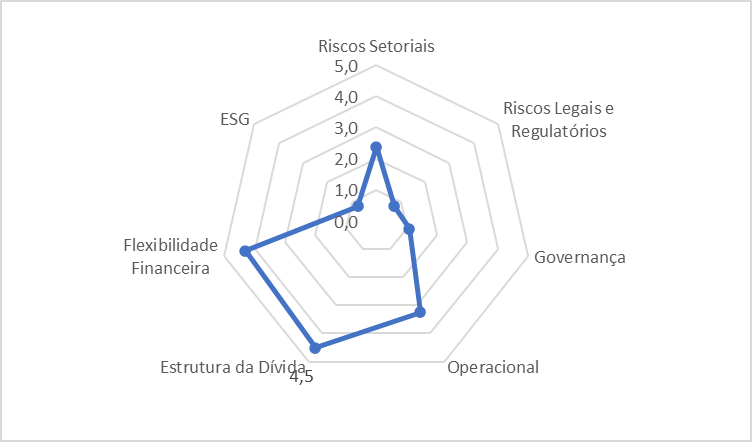 Riscos Setoriais
5,0
4,0
3,0
2,0
1,0
0,0
Riscos Legais e
Regulatórios
Governança
Operacional
Estrutura da Dívida
4,5
Flexibilidade
Financeira
ESG